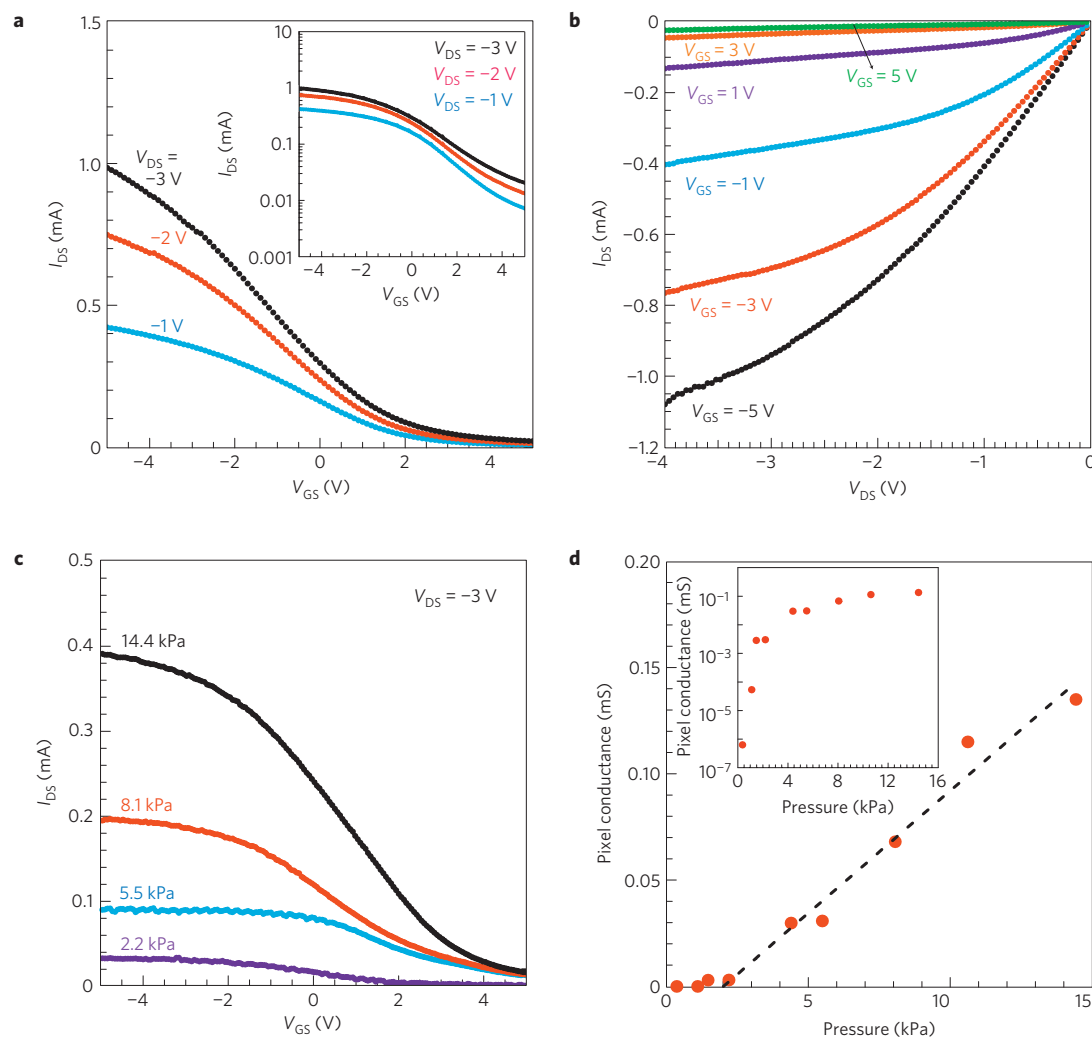 a
1.5
1.0
0.5
0
I_DS (mA)
V_DS =
−3 V
−2 V
−1 V
−4
−2
0
2
4
V_GS (V)
10
1
0.1
0.01
0.001
I_DS (mA)
V_DS = −3 V
V_DS = −2 V
V_DS = −1 V
−4
−2
0
2
4
V_GS (V)
b
0
−0.2
−0.4
−0.6
−0.8
−1.0
−1.2
I_DS (mA)
V_GS = 3 V
V_GS = 5 V
V_GS = 1 V
V_GS = −1 V
V_GS = −3 V
V_GS = −5 V
−4
−3
−2
−1
0
V_DS (V)
c
0.5
0.4
0.3
0.2
0.1
0
I_DS (mA)
V_DS = −3 V
14.4 kPa
8.1 kPa
5.5 kPa
2.2 kPa
−4
−2
0
2
4
V_GS (V)
d
0.20
0.15
0.10
0.05
0
Pixel conductance (mS)
0
5
10
15
Pressure (kPa)
10⁻¹
10⁻³
10⁻⁵
10⁻⁷
Pixel conductance (mS)
0
4
8
12
16
Pressure (kPa)